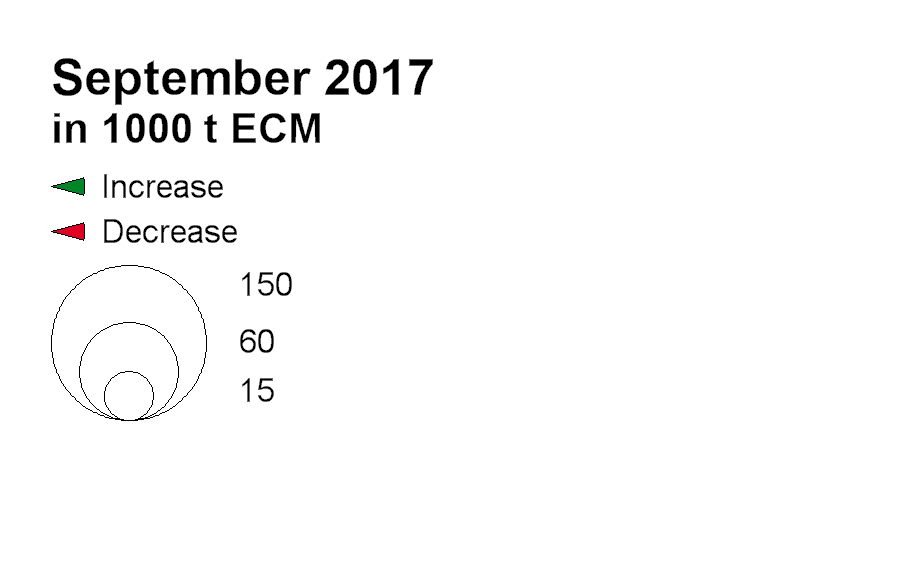 September 2017
in 1000 t ECM
Increase
Decrease
150
60
15